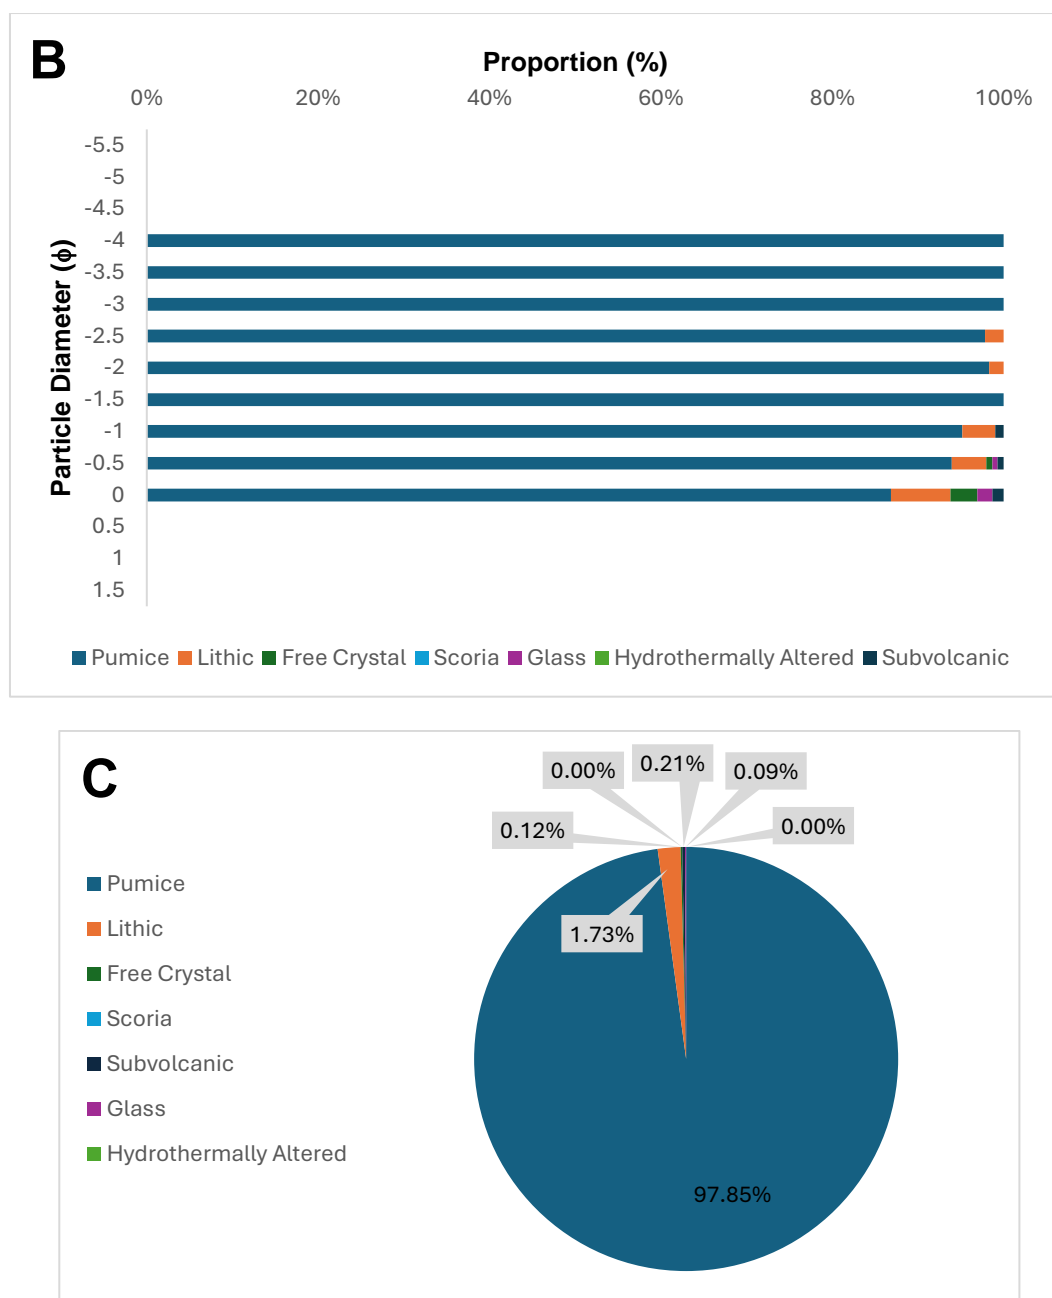 B
Proportion (%)
0% 20% 40% 60% 80% 100%
Particle Diameter (ϕ)
-5.5
-5
-4.5
-4
-3.5
-3
-2.5
-2
-1.5
-1
-0.5
0
0.5
1
1.5
Pumice Lithic Free Crystal Scoria Glass Hydrothermally Altered Subvolcanic
C
0.00% 0.21% 0.09%
0.12% 0.00%
1.73%
97.85%
Pumice
Lithic
Free Crystal
Scoria
Subvolcanic
Glass
Hydrothermally Altered